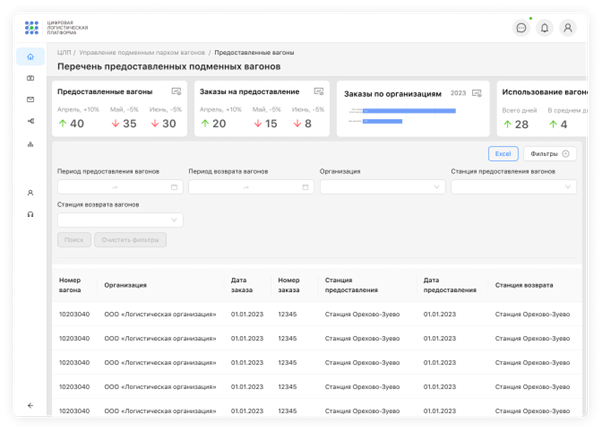 ЦИФРОВАЯ
ЛОГИСТИЧЕСКАЯ
ПЛАТФОРМА
ЦЛП / Управление подменным парком вагонов / Предоставленные вагоны
Перечень предоставленных подменных вагонов
Предоставленные вагоны
Апрель, +10% Май, -5% Июнь, -5%
40 35 30
Заказы на предоставление
Апрель, +10% Май, -5% Июнь, -5%
20 15 8
Заказы по организациям 2023
Использование вагон
Всего дней В среднем д
28 4
Excel Фильтры
Период предоставления вагонов Период возврата вагонов Организация Станция предоставления вагонов
Станция возврата вагонов
Поиск Очистить фильтры
Номер вагона Организация Дата заказа Номер заказа Станция предоставления Дата предоставления Станция возврата
10203040 ООО «Логистическая организация» 01.01.2023 12345 Станция Орехово-Зуево 01.01.2023 Станция Орехово-Зуево
10203040 ООО «Логистическая организация» 01.01.2023 12345 Станция Орехово-Зуево 01.01.2023 Станция Орехово-Зуево
10203040 ООО «Логистическая организация» 01.01.2023 12345 Станция Орехово-Зуево 01.01.2023 Станция Орехово-Зуево
10203040 ООО «Логистическая организация» 01.01.2023 12345 Станция Орехово-Зуево 01.01.2023 Станция Орехово-Зуево
10203040 ООО «Логистическая организация» 01.01.2023 12345 Станция Орехово-Зуево 01.01.2023 Станция Орехово-Зуево